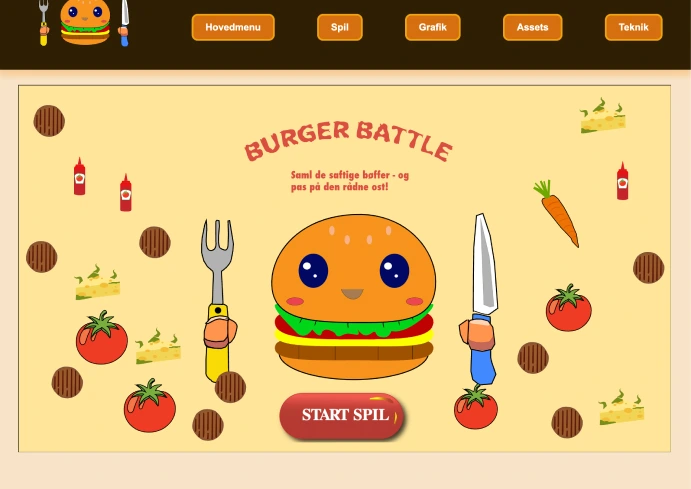 Hovedmenu
Spil
Grafik
Assets
Teknik
BURGER BATTLE
Saml de saftige bøffer - og
pas på den rådne ost!
START SPIL